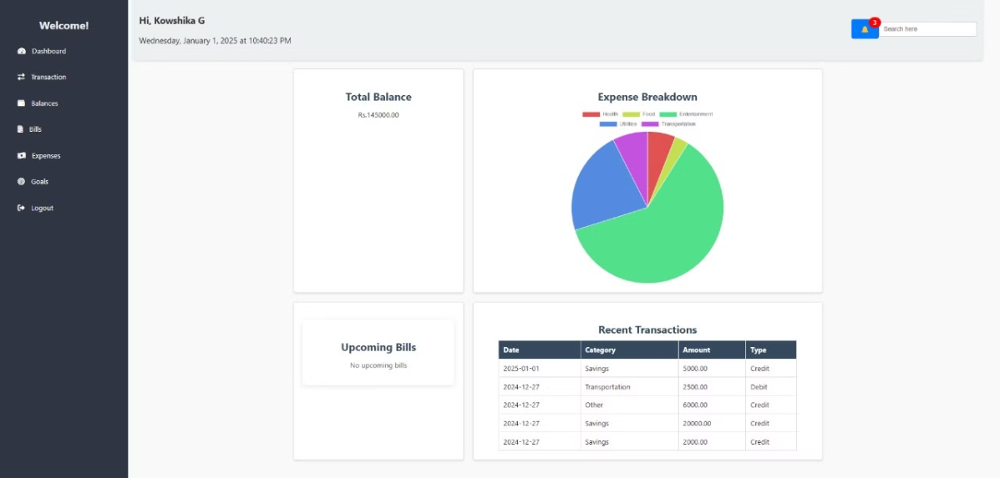 Welcome!
Dashboard
Transaction
Balances
Bills
Expenses
Goals
Logout
Hi, Kowshika G
Wednesday, January 1, 2025 at 10:40:23 PM
3
Search here
Total Balance
Rs.145000.00
Expense Breakdown
Health Food Entertainment
Utilities Transportation
Upcoming Bills
No upcoming bills
Recent Transactions
Date Category Amount Type
2025-01-01 Savings 5000.00 Credit
2024-12-27 Transportation 2500.00 Debit
2024-12-27 Other 6000.00 Credit
2024-12-27 Savings 20000.00 Credit
2024-12-27 Savings 2000.00 Credit